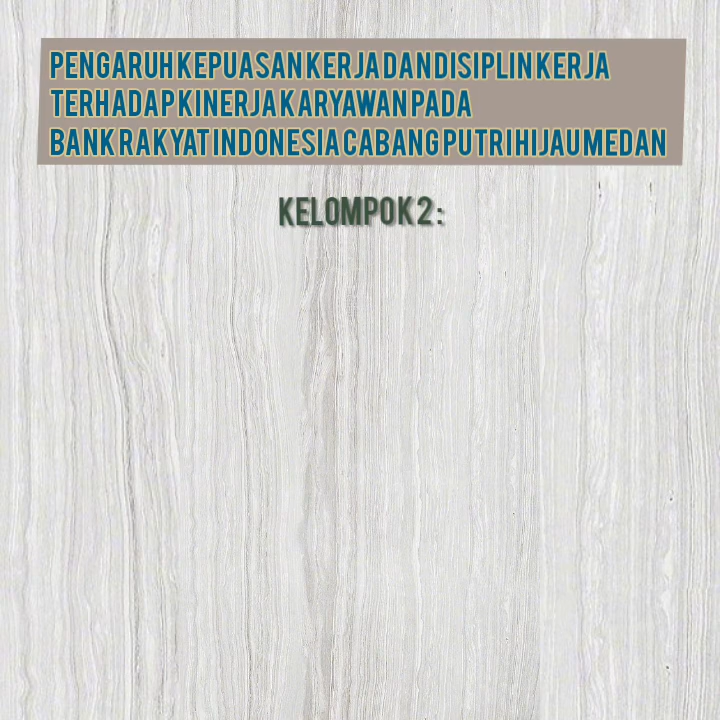 PENGARUH KEPUASAN KERJA DAN DISIPLIN KERJA
TERHADAP KINERJA KARYAWAN PADA
BANK RAKYAT INDONESIA CABANG PUTRI HIJAU MEDAN
KELOMPOK 2 :